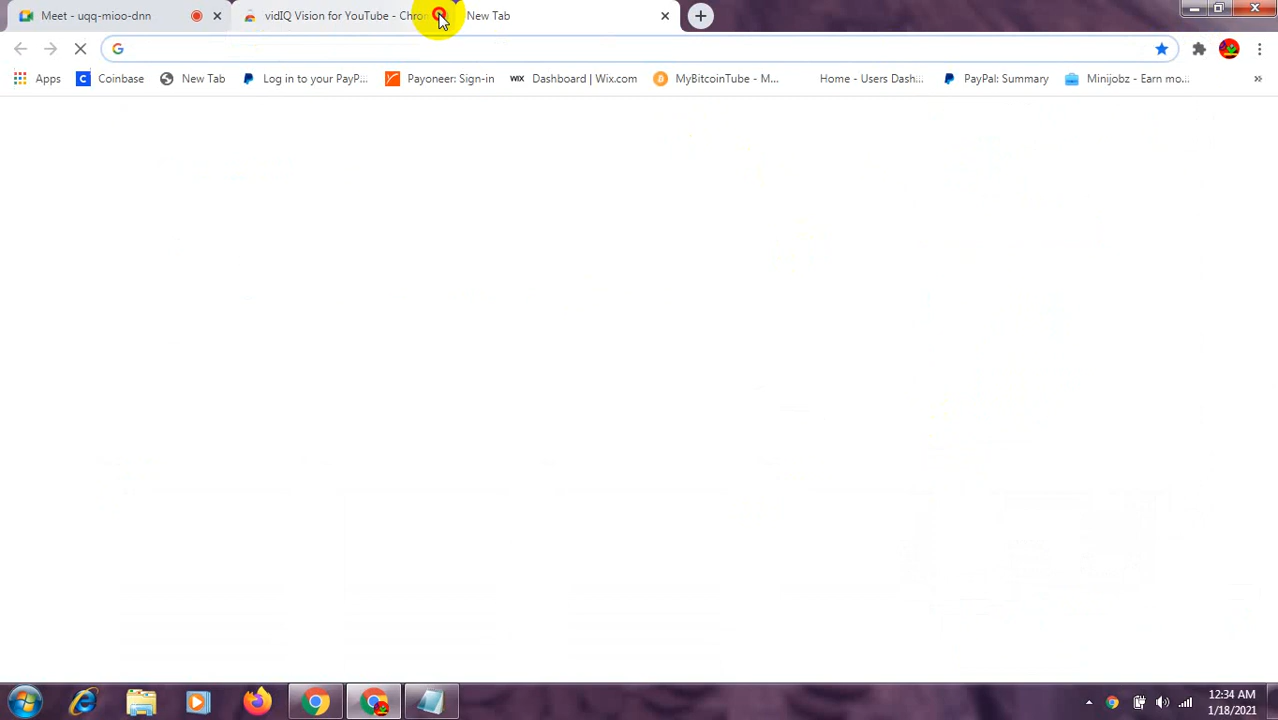 Meet - uqq-mioo-dnn
vidIQ Vision for YouTube - Chro
New Tab
Apps
Coinbase
New Tab
Log in to your PayP...
Payoneer: Sign-in
WIX Dashboard | Wix.com
MyBitcoinTube - M...
Home - Users Dash...
PayPal: Summary
Minijobz - Earn mo...
12:34 AM
1/18/2021